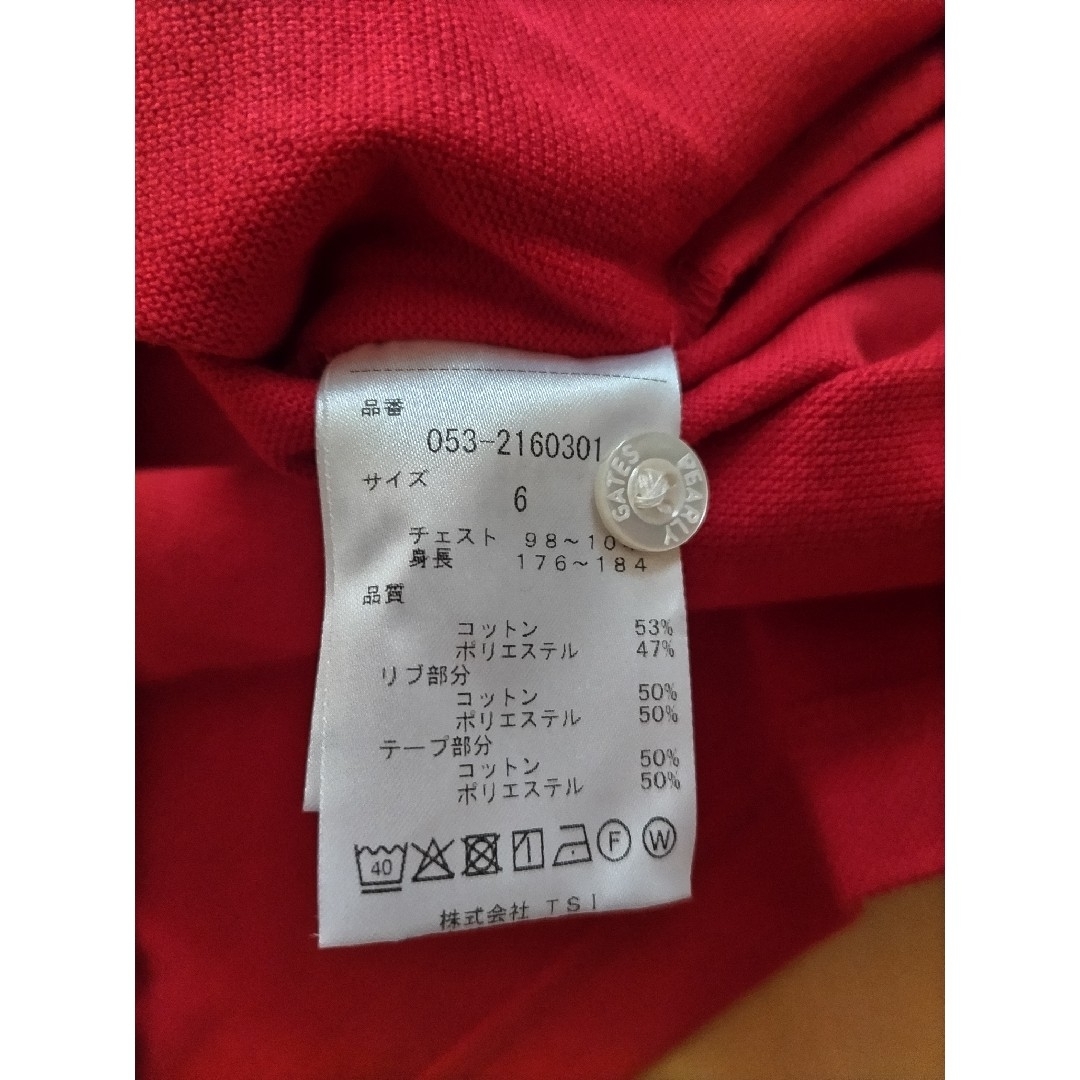 品番
053-2160301
サイズ
6
チェスト 98～10
身長 176～184
品質
コットン 53%
ポリエステル 47%
リブ部分
コットン 50%
ポリエステル 50%
テープ部分
コットン 50%
ポリエステル 50%
40 F W
株式会社 TSI
PEARLY GATES